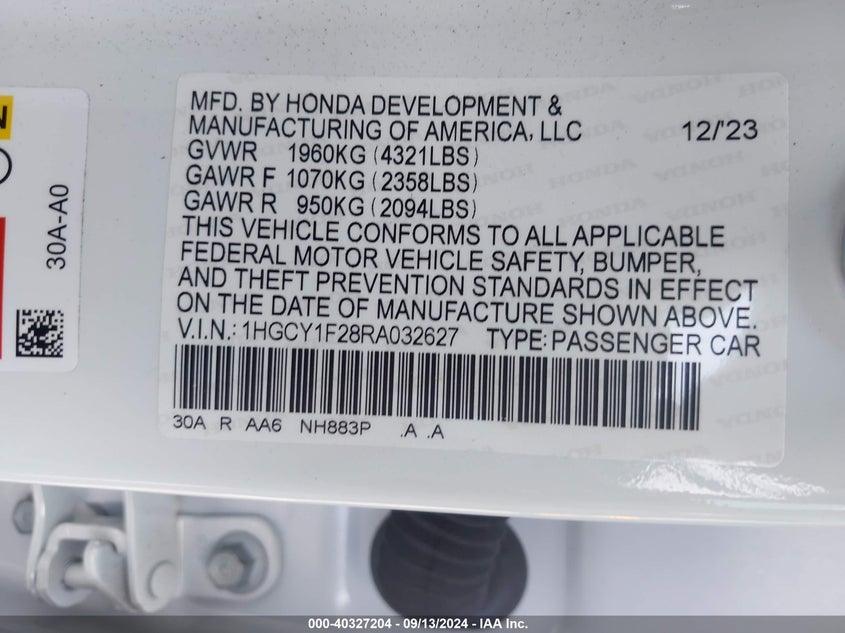 MFD. BY HONDA DEVELOPMENT &
MANUFACTURING OF AMERICA, LLC 12/'23
GVWR 1960KG (4321LBS)
GAWR F 1070KG (2358LBS)
GAWR R 950KG (2094LBS)
THIS VEHICLE CONFORMS TO ALL APPLICABLE
FEDERAL MOTOR VEHICLE SAFETY, BUMPER,
AND THEFT PREVENTION STANDARDS IN EFFECT
ON THE DATE OF MANUFACTURE SHOWN ABOVE.
V.I.N.: 1HGCY1F28RA032627 TYPE: PASSENGER CAR
30A R AA6 NH883P .A .A
30A-A0
N
HONDA
000-40327204 - 09/13/2024 - IAA Inc.